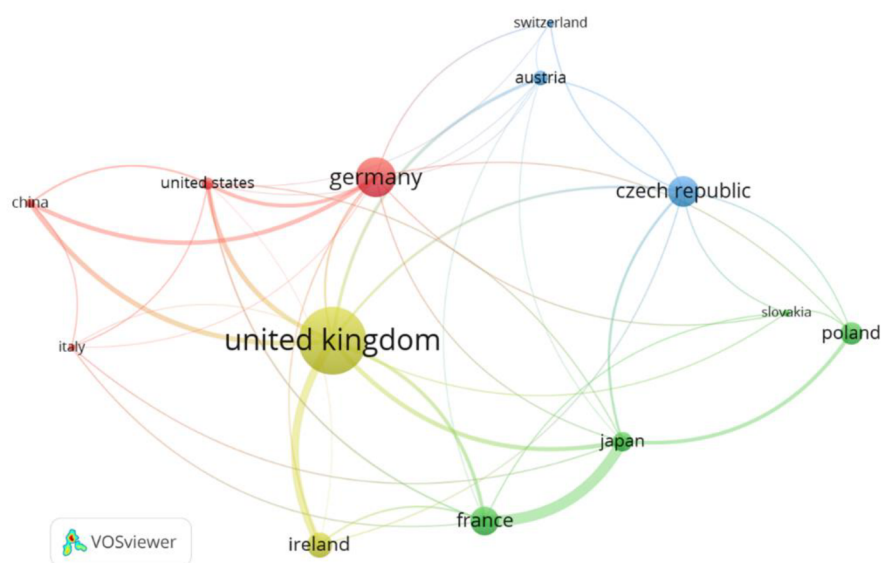 switzerland
austria
germany
united states
czech republic
china
slovakia
poland
united kingdom
italy
japan
france
ireland
VOSviewer